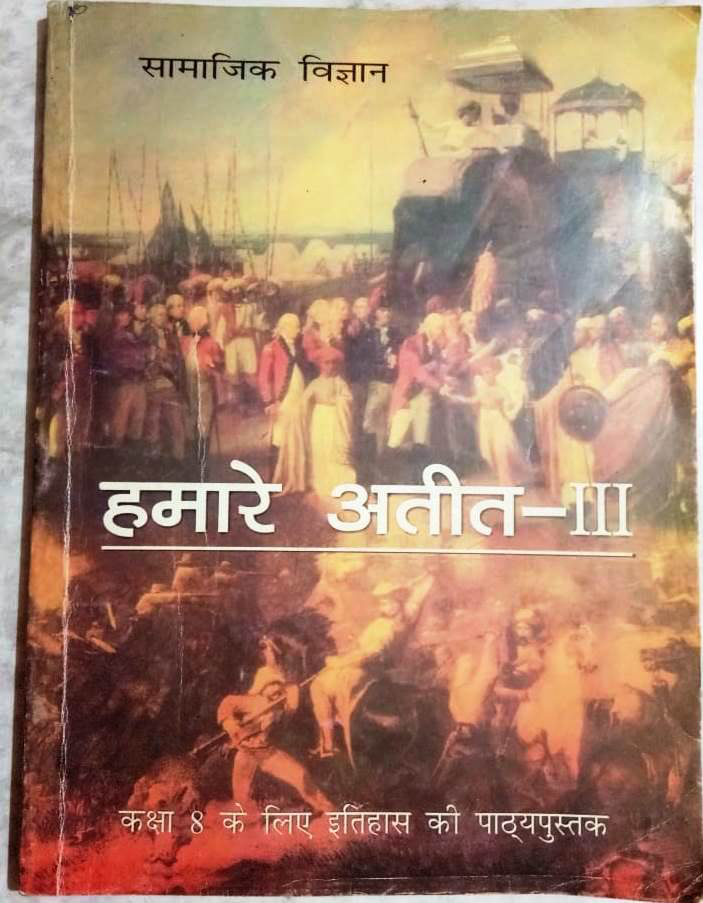 सामाजिक विज्ञान
हमारे अतीत–III
कक्षा 8 के लिए इतिहास की पाठ्यपुस्तक